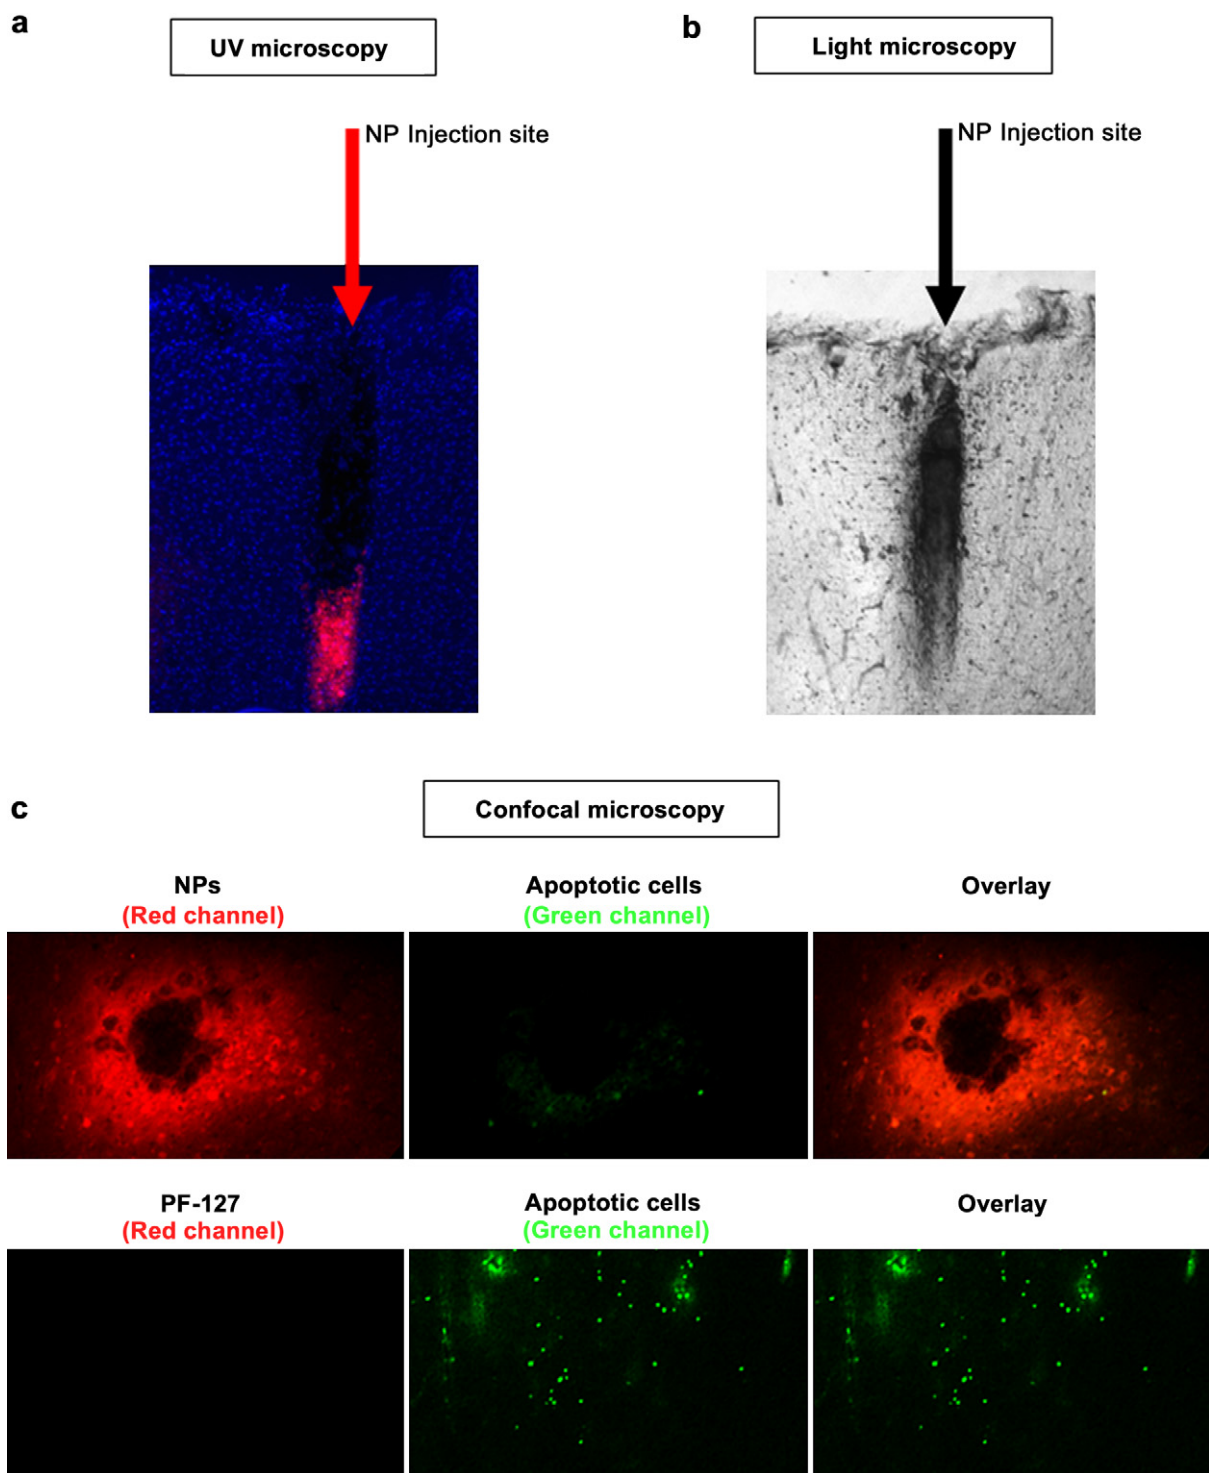 a
UV microscopy
NP Injection site
b
Light microscopy
NP Injection site
c
Confocal microscopy
NPs
(Red channel)
Apoptotic cells
(Green channel)
Overlay
PF-127
(Red channel)
Apoptotic cells
(Green channel)
Overlay